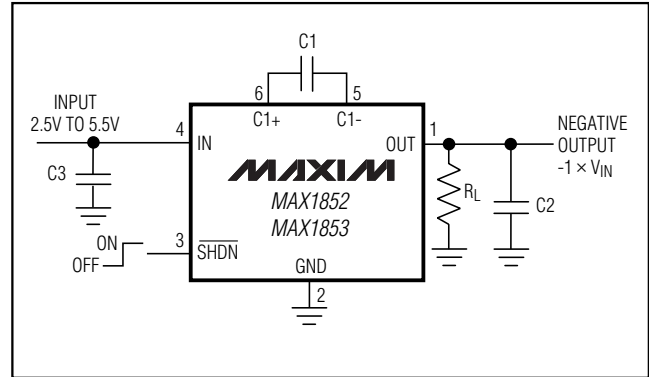 C1
6
5
INPUT
2.5V TO 5.5V
C1+
C1-
4
IN
OUT
1
NEGATIVE
OUTPUT
-1 × VIN
C3
MAXIM
MAX1852
MAX1853
RL
C2
ON
OFF
3
SHDN
GND
2